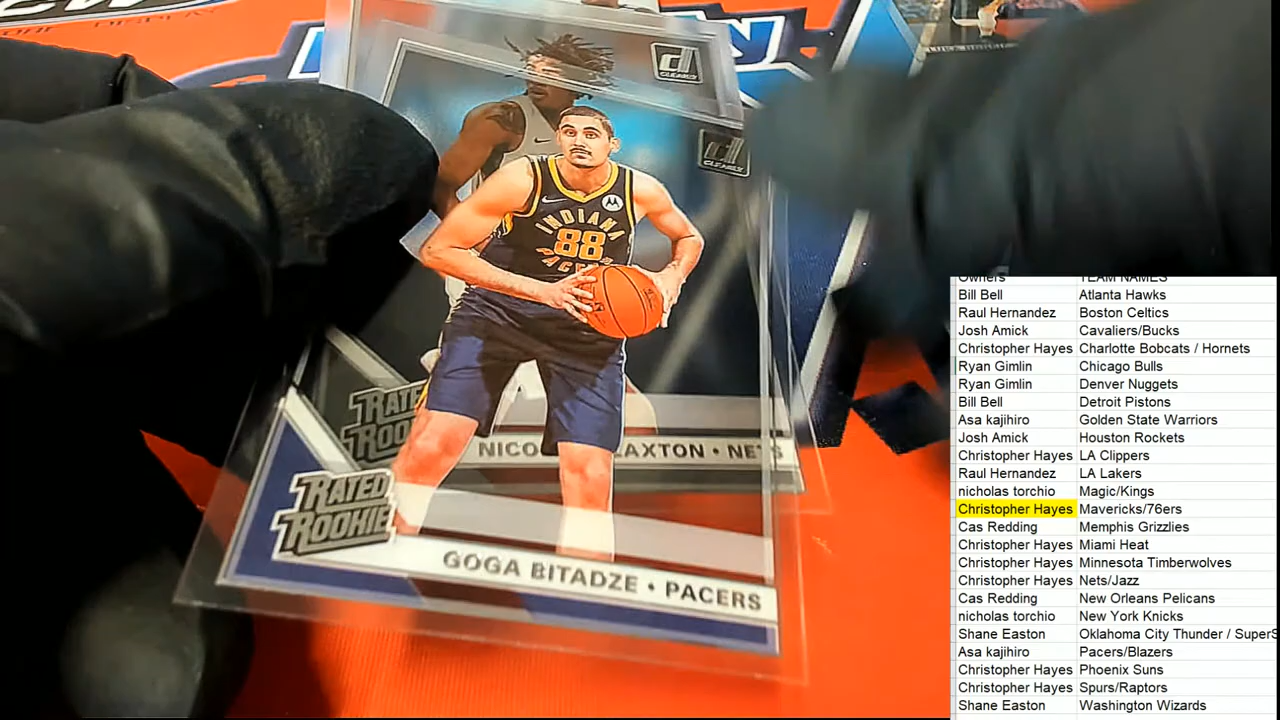 CLEARLY
CLEARLY
INDIANA
88
RATED
ROOKIE
NETS
RATED
ROOKIE
GOGA BITADZE • PACERS
Owners TEAM NAMES
Bill Bell Atlanta Hawks
Raul Hernandez Boston Celtics
Josh Amick Cavaliers/Bucks
Christopher Hayes Charlotte Bobcats / Hornets
Ryan Gimlin Chicago Bulls
Ryan Gimlin Denver Nuggets
Bill Bell Detroit Pistons
Asa kajihiro Golden State Warriors
Josh Amick Houston Rockets
Christopher Hayes LA Clippers
Raul Hernandez LA Lakers
nicholas torchio Magic/Kings
Christopher Hayes Mavericks/76ers
Cas Redding Memphis Grizzlies
Christopher Hayes Miami Heat
Christopher Hayes Minnesota Timberwolves
Christopher Hayes Nets/Jazz
Cas Redding New Orleans Pelicans
nicholas torchio New York Knicks
Shane Easton Oklahoma City Thunder / SuperS
Asa kajihiro Pacers/Blazers
Christopher Hayes Phoenix Suns
Christopher Hayes Spurs/Raptors
Shane Easton Washington Wizards